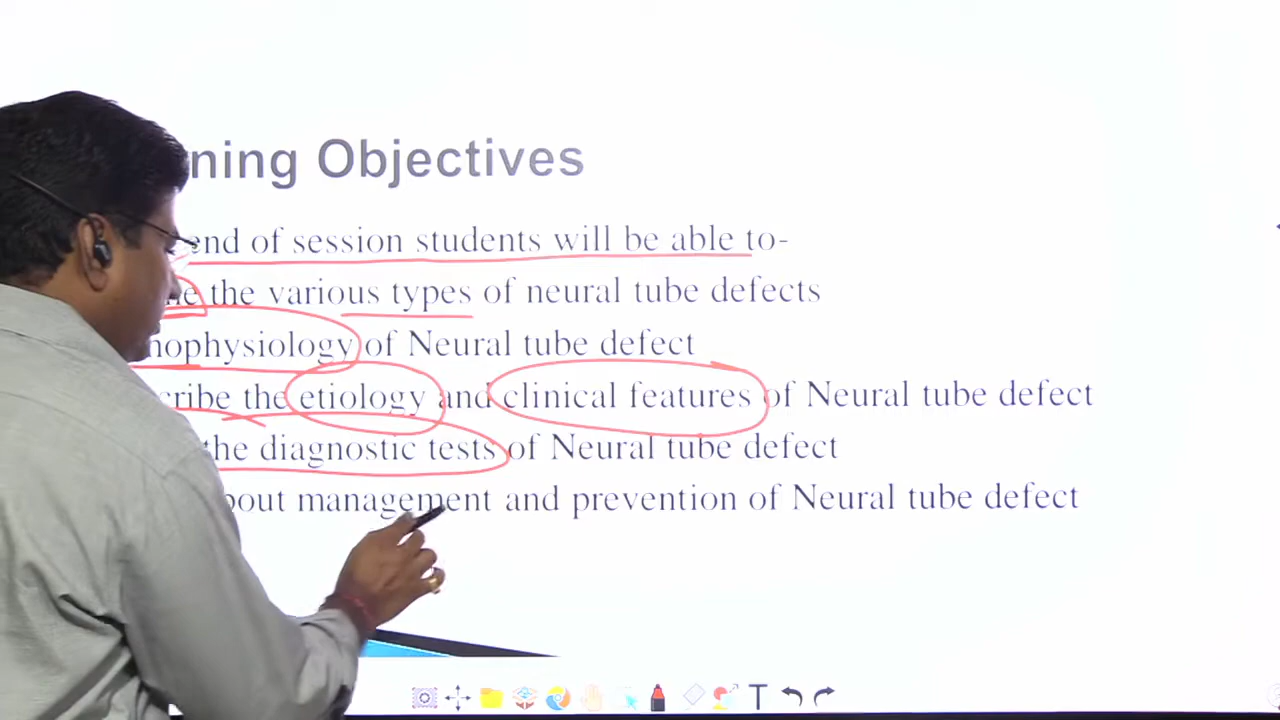 ning Objectives
end of session students will be able to-
the various types of neural tube defects
hophysiology of Neural tube defect
cribe the etiology and clinical features of Neural tube defect
the diagnostic tests of Neural tube defect
bout management and prevention of Neural tube defect
T